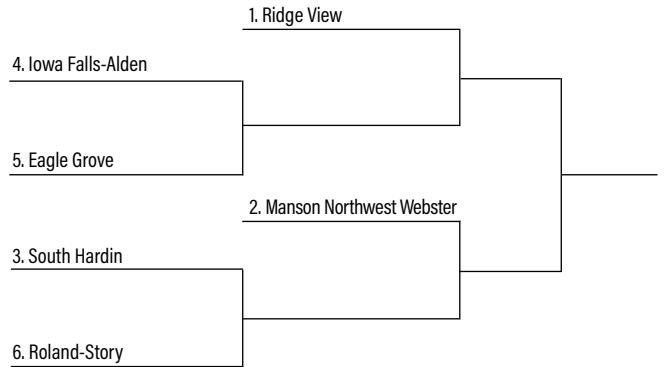 1. Ridge View
4. Iowa Falls-Alden
5. Eagle Grove
2. Manson Northwest Webster
3. South Hardin
6. Roland-Story